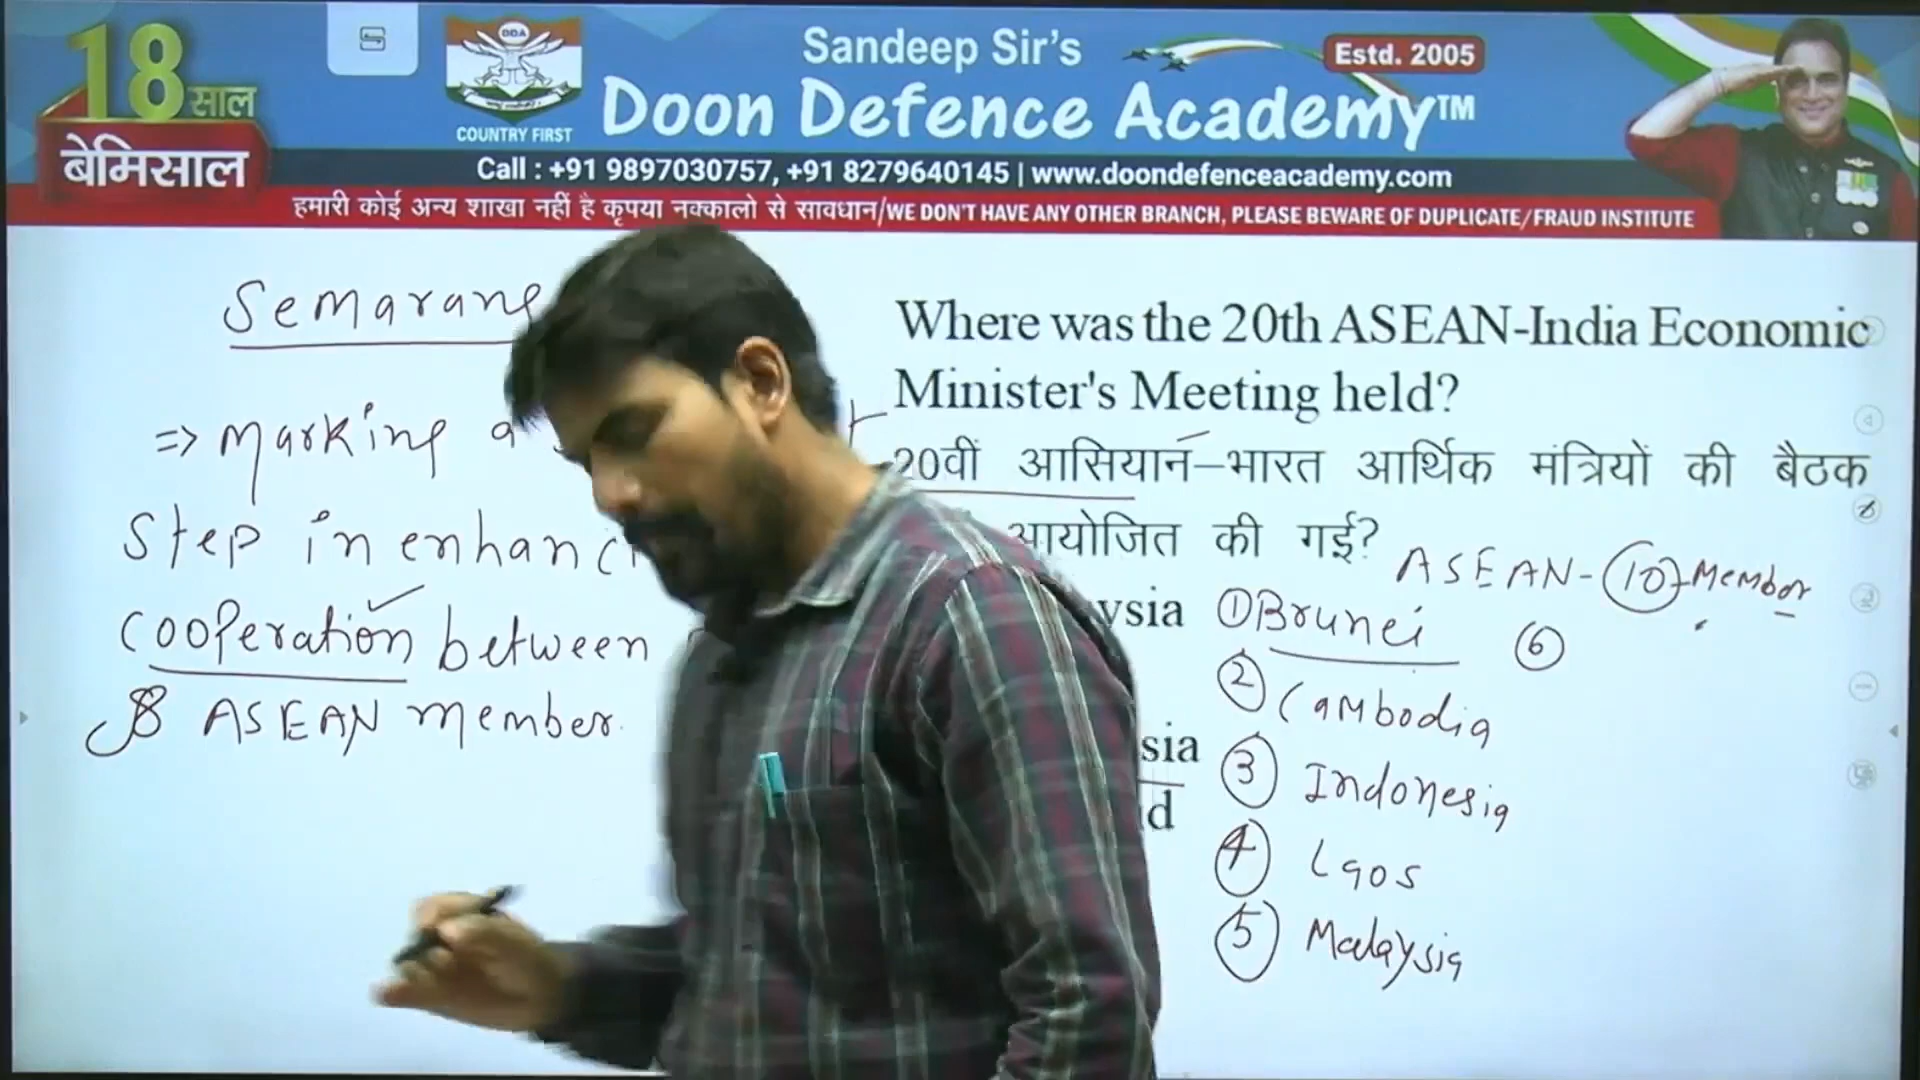 18 साल
बेमिसाल
DDA
COUNTRY FIRST
Sandeep Sir's
Estd. 2005
Doon Defence Academy™
Call : +91 9897030757, +91 8279640145 | www.doondefenceacademy.com
हमारी कोई अन्य शाखा नहीं है कृपया नक्कालो से सावधान/WE DON'T HAVE ANY OTHER BRANCH, PLEASE BEWARE OF DUPLICATE/FRAUD INSTITUTE
Semarang
=> Marking a
Step in enhanci
Cooperation between
& ASEAN member.
Where was the 20th ASEAN-India Economic
Minister's Meeting held?
20वीं आसियान–भारत आर्थिक मंत्रियों की बैठक
आयोजित की गई?
ysia
sia
d
ASEAN - 10 - Member
① Brunei ⑥
② Cambodia
③ Indonesia
④ Laos
⑤ Malaysia